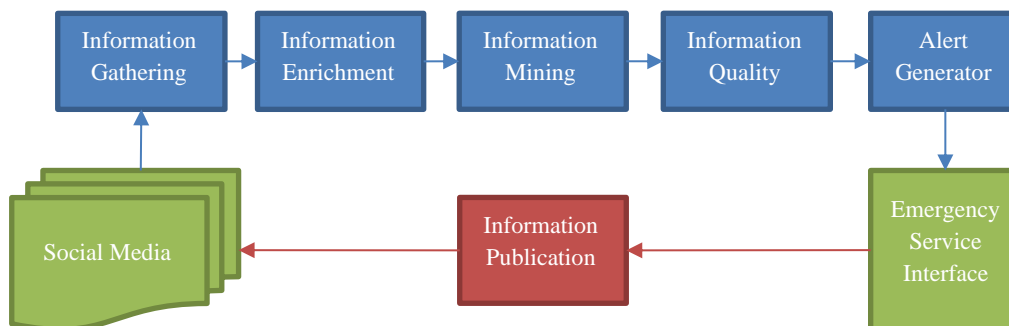 Information
Gathering
Information
Enrichment
Information
Mining
Information
Quality
Alert
Generator
Social Media
Information
Publication
Emergency
Service
Interface